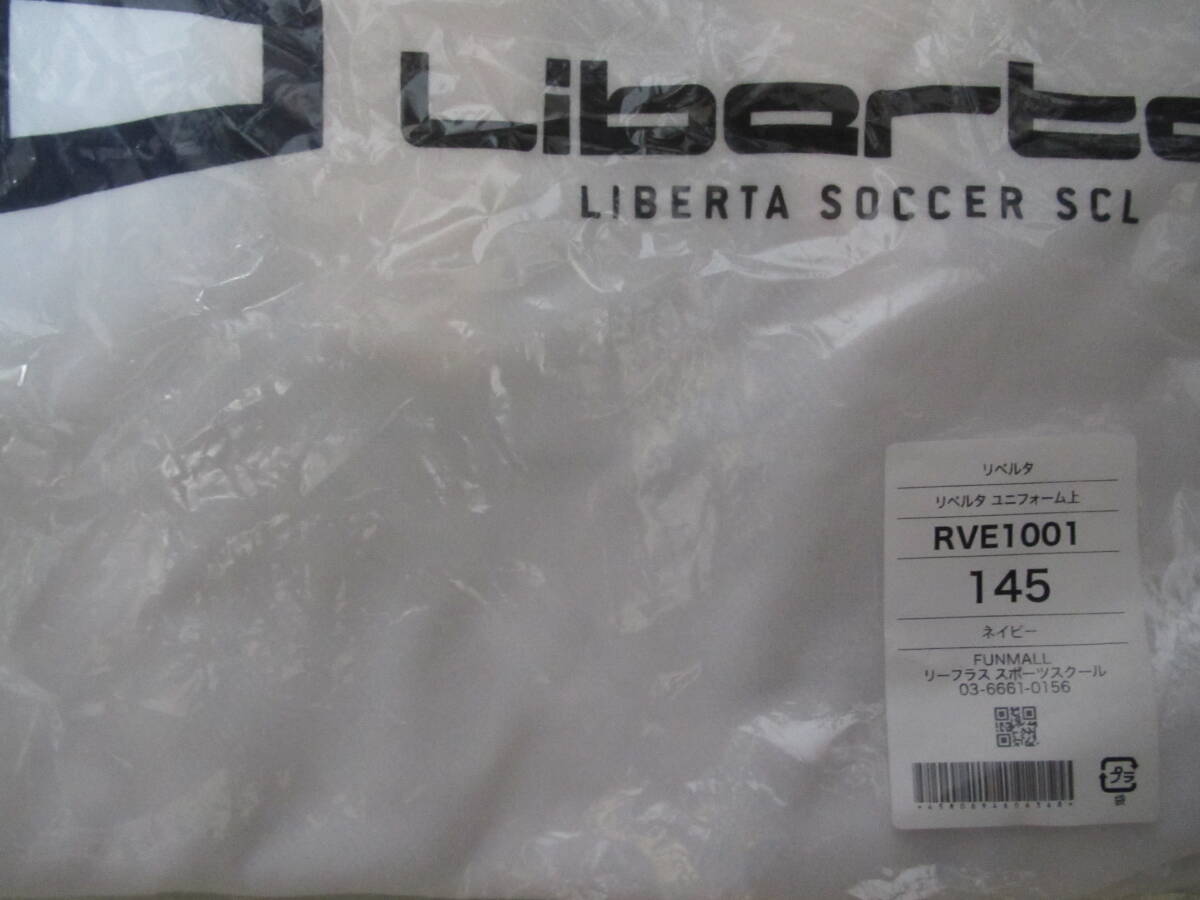 Liberta
LIBERTA SOCCER SCL
リベルタ
リベルタ ユニフォーム上
RVE1001
145
ネイビー
FUNMALL
リーフラス スポーツスクール
03-6661-0156
プラ
袋